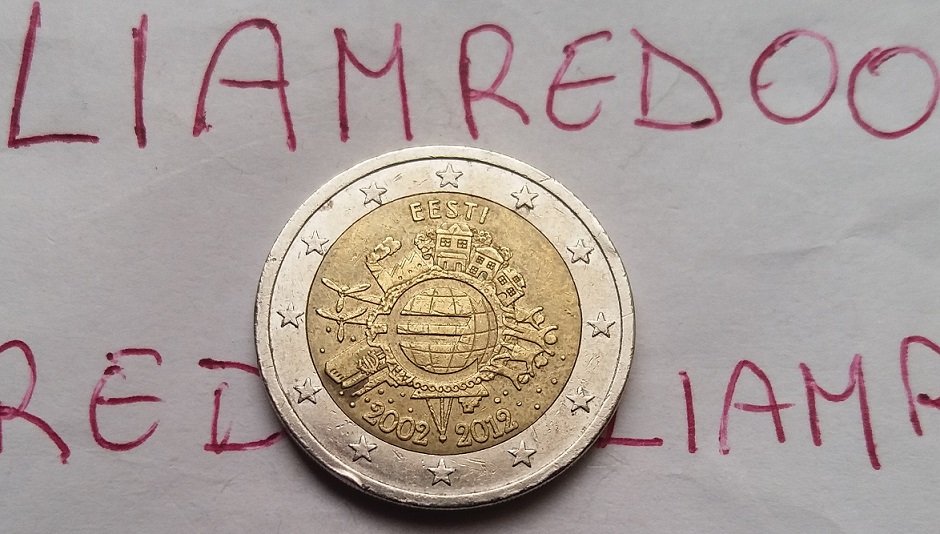 LIAMREDOO
EESTI
2002 2012
RED LIAMR